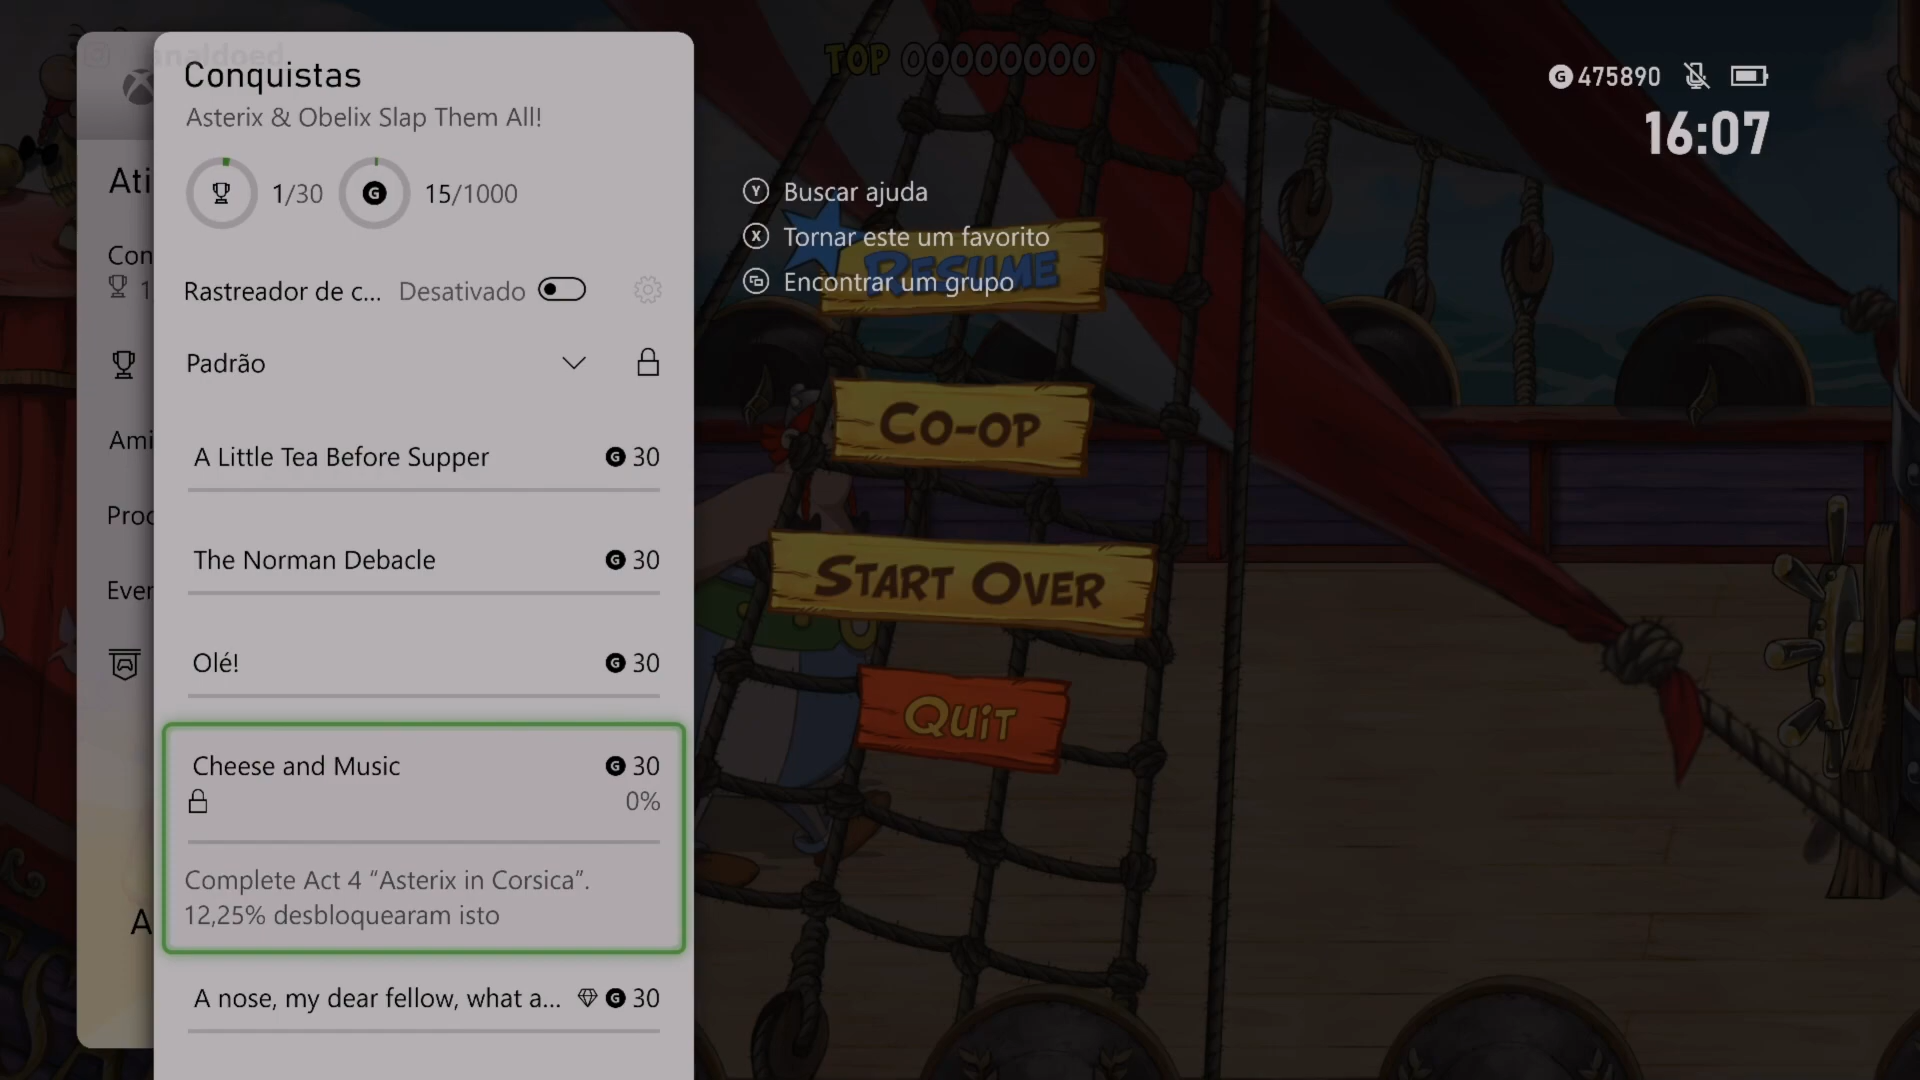 naldoed
Conquistas
Asterix & Obelix Slap Them All!
1/30
15/1000
Rastreador de c... Desativado
Padrão
A Little Tea Before Supper 30
The Norman Debacle 30
Olé! 30
Cheese and Music 30
0%
Complete Act 4 “Asterix in Corsica”.
12,25% desbloquearam isto
A nose, my dear fellow, what a... 30
Ati
Con
1
Ami
Proc
Ever
A
TOP 00000000
475890
16:07
Y Buscar ajuda
X Tornar este um favorito
Encontrar um grupo
RESUME
CO-OP
START OVER
QUIT